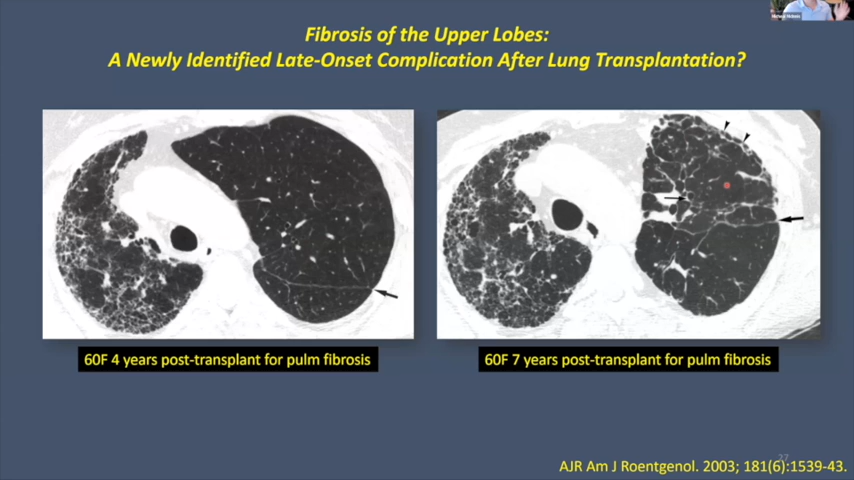 Fibrosis of the Upper Lobes:
A Newly Identified Late-Onset Complication After Lung Transplantation?
60F 4 years post-transplant for pulm fibrosis
60F 7 years post-transplant for pulm fibrosis
27
AJR Am J Roentgenol. 2003; 181(6):1539-43.